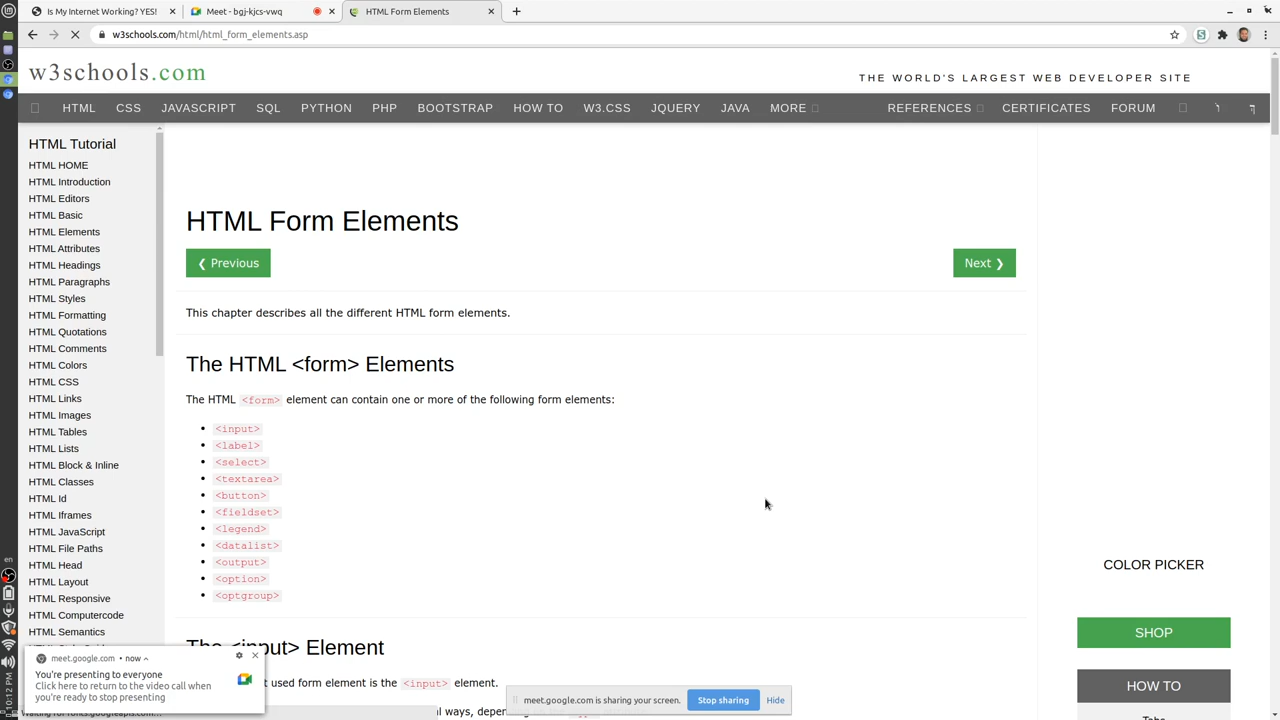 Is My Internet Working? YES!
Meet - bgj-kjcs-vwq
HTML Form Elements
w3schools.com/html/html_form_elements.asp
w3schools.com
THE WORLD'S LARGEST WEB DEVELOPER SITE
HTML CSS JAVASCRIPT SQL PYTHON PHP BOOTSTRAP HOW TO W3.CSS JQUERY JAVA MORE REFERENCES CERTIFICATES FORUM
HTML Tutorial
HTML HOME
HTML Introduction
HTML Editors
HTML Basic
HTML Elements
HTML Attributes
HTML Headings
HTML Paragraphs
HTML Styles
HTML Formatting
HTML Quotations
HTML Comments
HTML Colors
HTML CSS
HTML Links
HTML Images
HTML Tables
HTML Lists
HTML Block & Inline
HTML Classes
HTML Id
HTML Iframes
HTML JavaScript
HTML File Paths
HTML Head
HTML Layout
HTML Responsive
HTML Computercode
HTML Semantics
HTML Form Elements
❮ Previous
Next ❯
This chapter describes all the different HTML form elements.
The HTML <form> Elements
The HTML <form> element can contain one or more of the following form elements:
• <input>
• <label>
• <select>
• <textarea>
• <button>
• <fieldset>
• <legend>
• <datalist>
• <output>
• <option>
• <optgroup>
The <input> Element
t used form element is the <input> element.
al ways, depen
COLOR PICKER
SHOP
HOW TO
Tabs
meet.google.com • now
You're presenting to everyone
Click here to return to the video call when
you're ready to stop presenting
meet.google.com is sharing your screen.
Stop sharing
Hide
en
10:12 PM